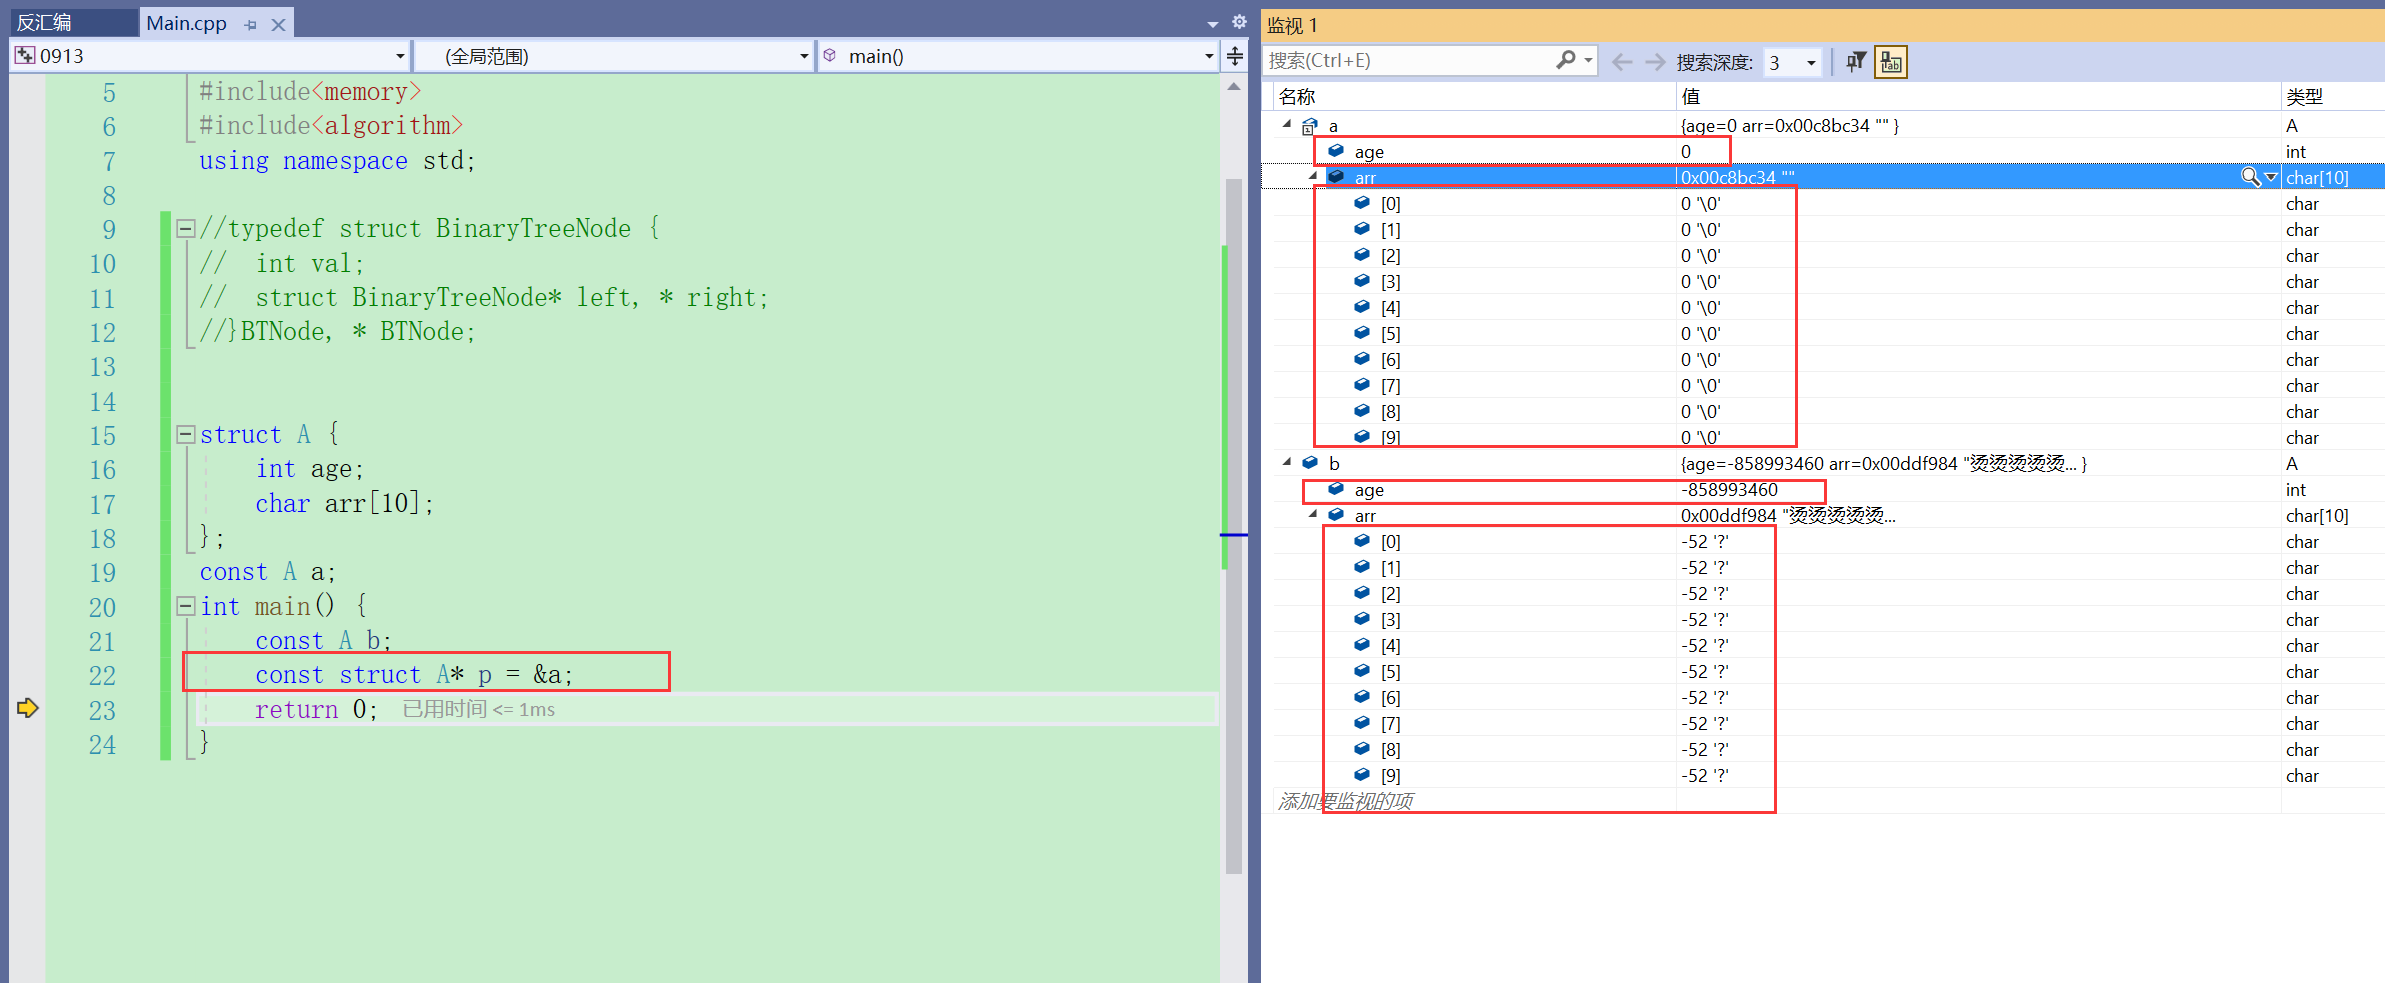 反汇编 Main.cpp
0913 (全局范围) main()
5 #include<memory>
6 #include<algorithm>
7 using namespace std;
8
9 //typedef struct BinaryTreeNode {
10 // int val;
11 // struct BinaryTreeNode* left, * right;
12 //}BTNode, * BTNode;
13
14
15 struct A {
16 int age;
17 char arr[10];
18 };
19 const A a;
20 int main() {
21 const A b;
22 const struct A* p = &a;
23 return 0; 已用时间 <= 1ms
24 }
监视 1
搜索(Ctrl+E) 搜索深度: 3
名称 值 类型
a {age=0 arr=0x00c8bc34 "" } A
age 0 int
arr 0x00c8bc34 "" char[10]
[0] 0 '\0' char
[1] 0 '\0' char
[2] 0 '\0' char
[3] 0 '\0' char
[4] 0 '\0' char
[5] 0 '\0' char
[6] 0 '\0' char
[7] 0 '\0' char
[8] 0 '\0' char
[9] 0 '\0' char
b {age=-858993460 arr=0x00ddf984 "烫烫烫烫烫... } A
age -858993460 int
arr 0x00ddf984 "烫烫烫烫烫... char[10]
[0] -52 '?' char
[1] -52 '?' char
[2] -52 '?' char
[3] -52 '?' char
[4] -52 '?' char
[5] -52 '?' char
[6] -52 '?' char
[7] -52 '?' char
[8] -52 '?' char
[9] -52 '?' char
添加要监视的项